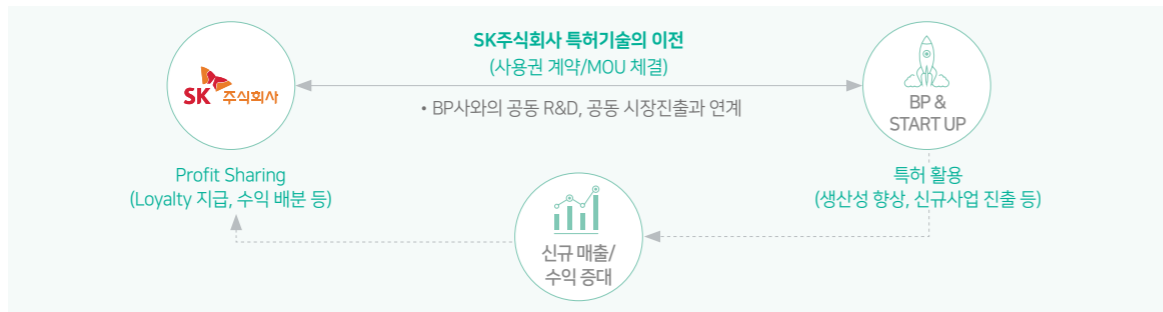 SK주식회사 특허기술의 이전
(사용권 계약/MOU 체결)
SK 주식회사
• BP사와의 공동 R&D, 공동 시장진출과 연계
BP &
START UP
Profit Sharing
(Loyalty 지급, 수익 배분 등)
특허 활용
(생산성 향상, 신규사업 진출 등)
신규 매출/
수익 증대